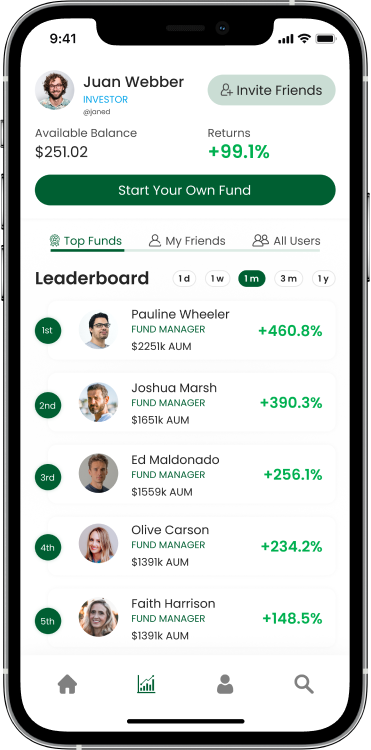 9:41
Juan Webber
INVESTOR
@janed
Invite Friends
Available Balance
$251.02
Returns
+99.1%
Start Your Own Fund
Top Funds My Friends All Users
Leaderboard 1 d 1 w 1 m 3 m 1 y
1st
Pauline Wheeler
FUND MANAGER
$2251k AUM
+460.8%
2nd
Joshua Marsh
FUND MANAGER
$1651k AUM
+390.3%
3rd
Ed Maldonado
FUND MANAGER
$1559k AUM
+256.1%
4th
Olive Carson
FUND MANAGER
$1391k AUM
+234.2%
5th
Faith Harrison
FUND MANAGER
$1391k AUM
+148.5%